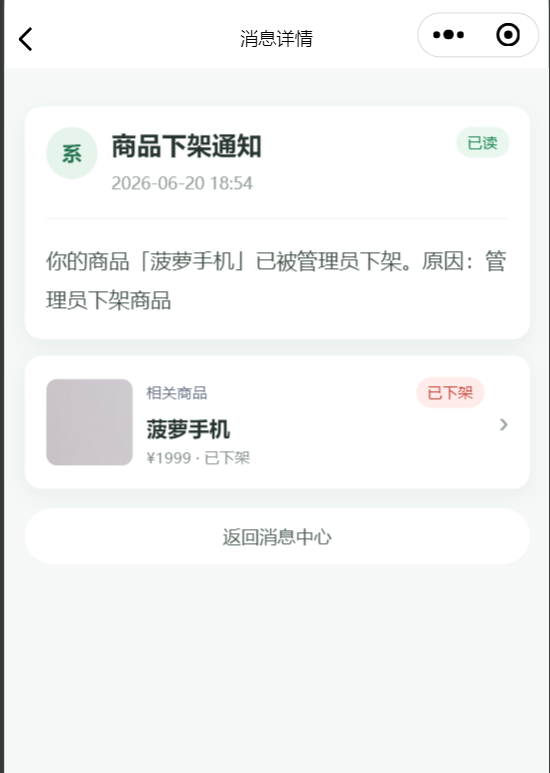 消息详情
系
商品下架通知
已读
2026-06-20 18:54
你的商品「菠萝手机」已被管理员下架。原因：管
理员下架商品
相关商品
已下架
菠萝手机
¥1999 · 已下架
返回消息中心